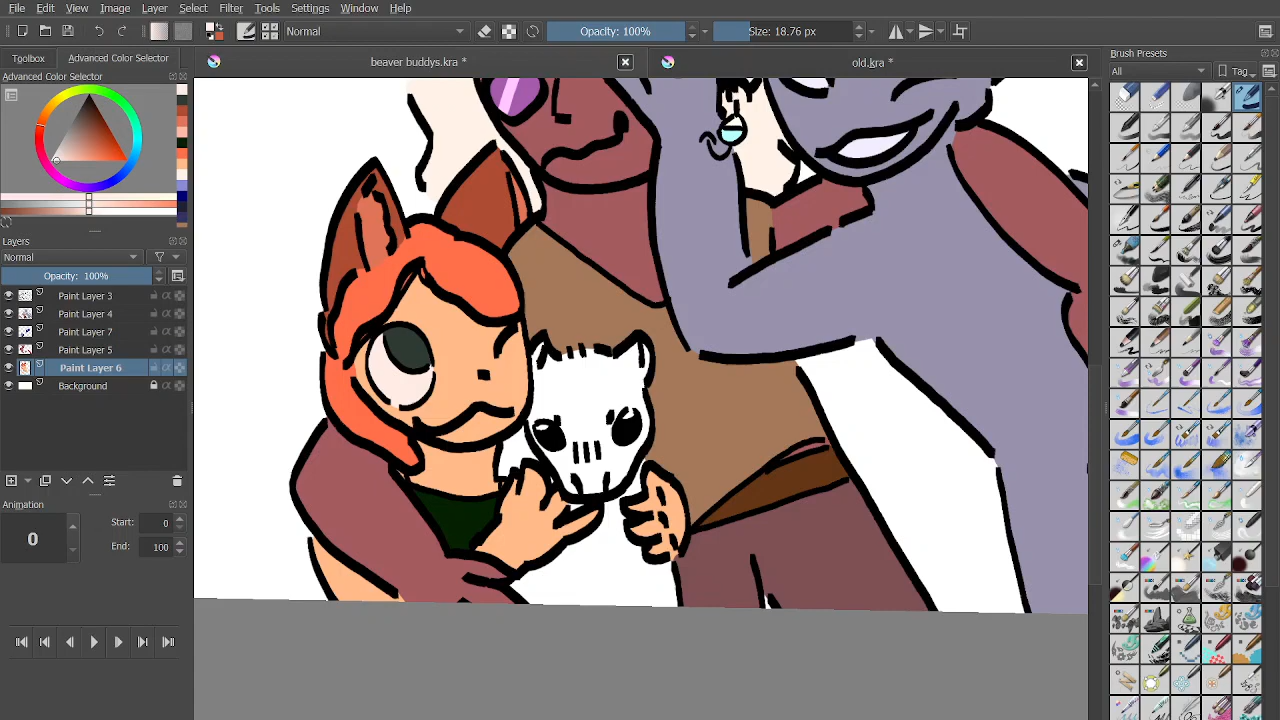 File Edit View Image Layer Select Filter Tools Settings Window Help
Normal Opacity: 100% Size: 18.76 px
Toolbox Advanced Color Selector beaver buddys.kra * old.kra * Brush Presets
Advanced Color Selector
All Tag
Layers
Normal
Opacity: 100%
Paint Layer 3
Paint Layer 4
Paint Layer 7
Paint Layer 5
Paint Layer 6
Background
Animation
0 Start: 0
End: 100